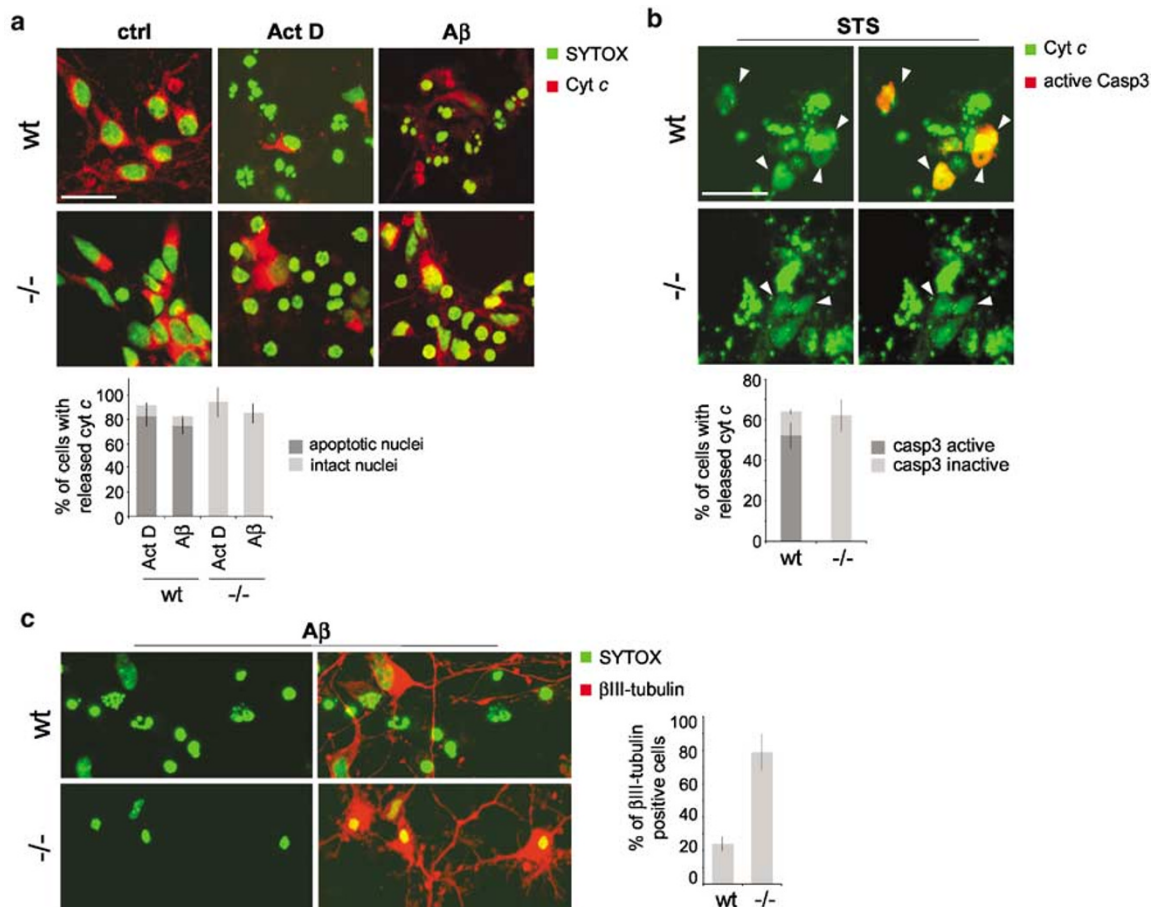 a
ctrl Act D Aβ
SYTOX
Cyt c
wt
-/-
% of cells with
released cyt c
100
80
60
40
20
0
Act D
Aβ
Act D
Aβ
wt
-/-
apoptotic nuclei
intact nuclei
b
STS
Cyt c
active Casp3
wt
-/-
% of cells with
released cyt c
80
60
40
20
0
wt -/-
casp3 active
casp3 inactive
c
Aβ
SYTOX
βIII-tubulin
wt
-/-
% of βIII-tubulin
positive cells
100
80
60
40
20
0
wt -/-